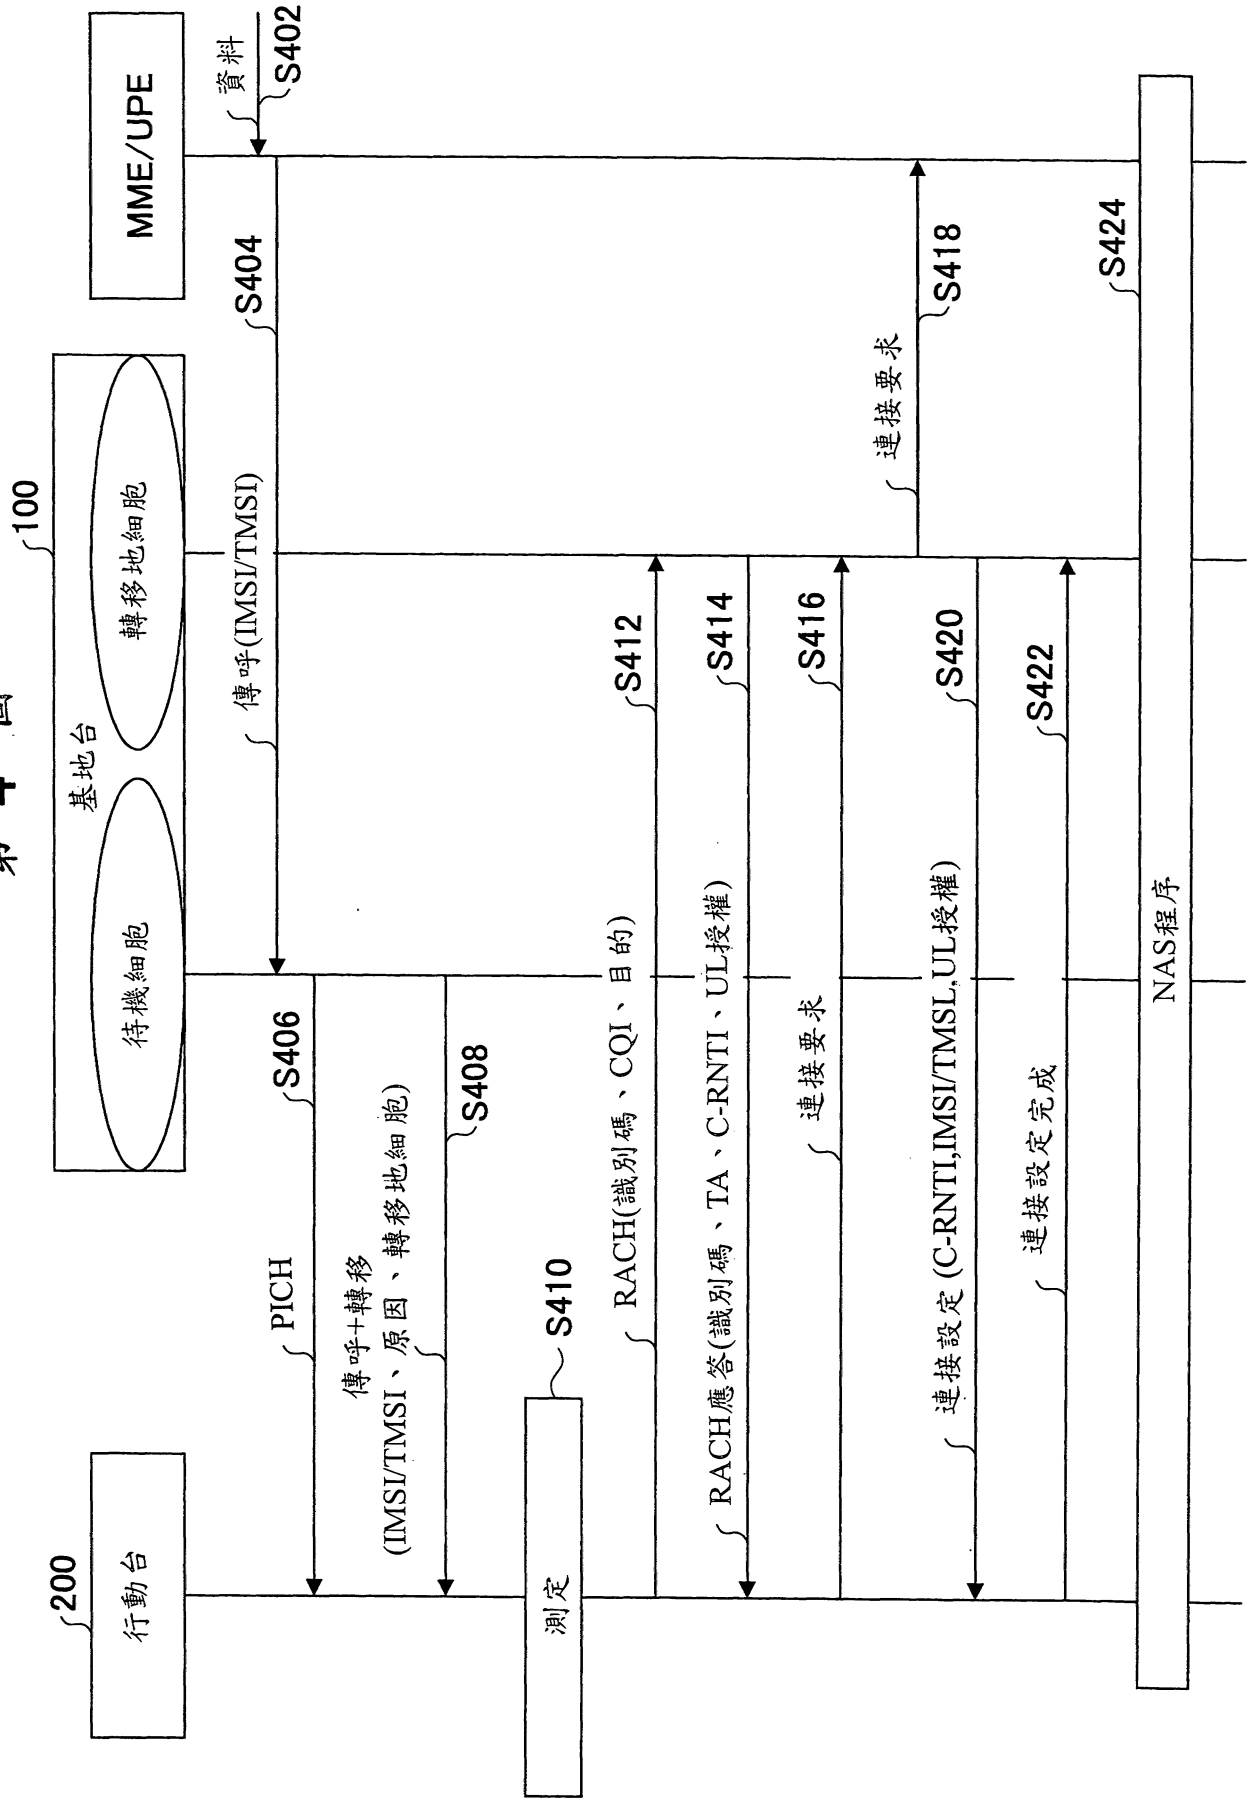 第 4 圖
200
行動台
100
基地台
待機細胞
轉移地細胞
MME/UPE
資料
S402
傳呼(IMSI/TMSI)
S404
PICH
S406
傳呼+轉移
(IMSI/TMSI、原因、轉移地細胞)
S408
測定
S410
RACH(識別碼、CQI、目的)
S412
RACH應答(識別碼、TA、C-RNTI、UL授權)
S414
連接要求
S416
連接要求
S418
連接設定 (C-RNTI,IMSI/TMSI,UL授權)
S420
連接設定完成
S422
S424
NAS程序